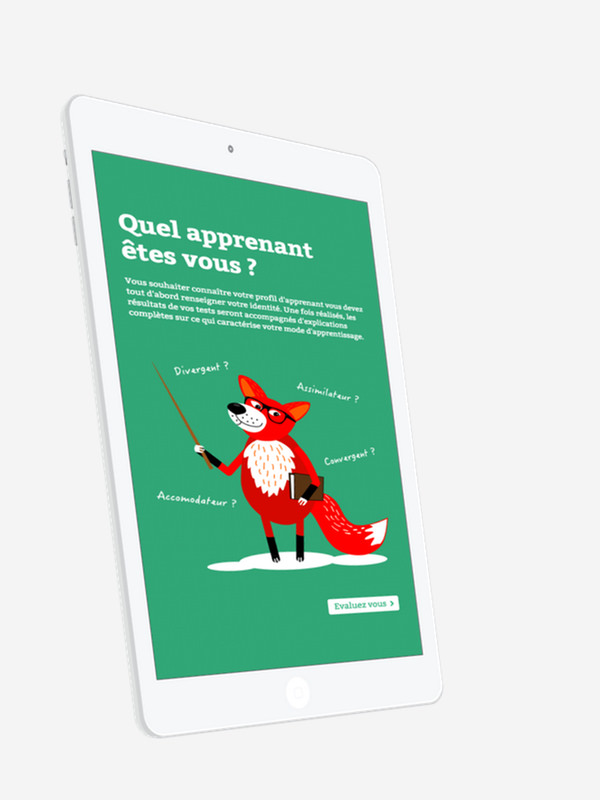 Quel apprenant
êtes vous ?
Vous souhaiter connaître votre profil d'apprenant vous devez
tout d'abord renseigner votre identité. Une fois réalisés, les
résultats de vos tests seront accompagnés d'explications
complètes sur ce qui caractérise votre mode d'apprentissage.
Divergent ?
Assimilateur ?
Convergent ?
Accomodateur ?
Evaluez vous >